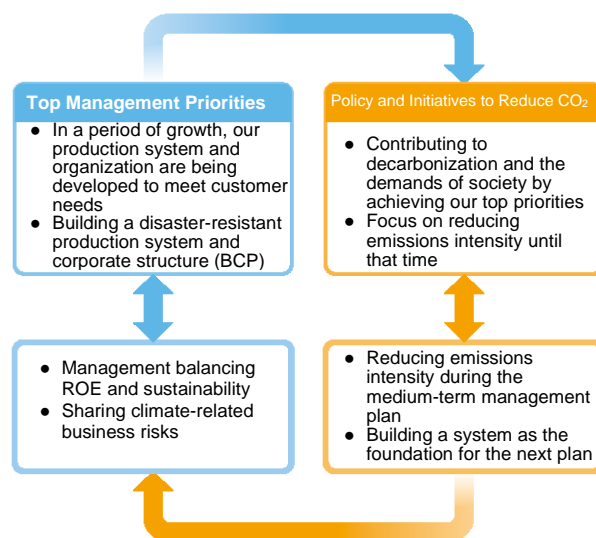 Top Management Priorities
● In a period of growth, our
production system and
organization are being
developed to meet customer
needs
● Building a disaster-resistant
production system and
corporate structure (BCP)
Policy and Initiatives to Reduce CO₂
● Contributing to
decarbonization and the
demands of society by
achieving our top priorities
● Focus on reducing
emissions intensity until
that time
● Management balancing
ROE and sustainability
● Sharing climate-related
business risks
● Reducing emissions
intensity during the
medium-term management
plan
● Building a system as the
foundation for the next plan